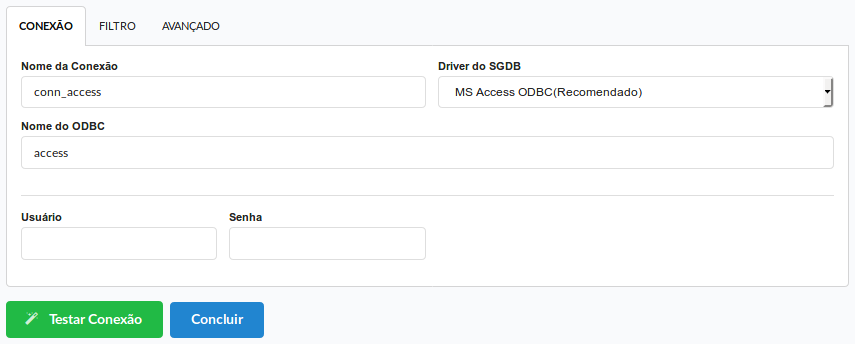 CONEXÃO FILTRO AVANÇADO
Nome da Conexão Driver do SGDB
conn_access MS Access ODBC(Recomendado)
Nome do ODBC
access
Usuário Senha
Testar Conexão Concluir